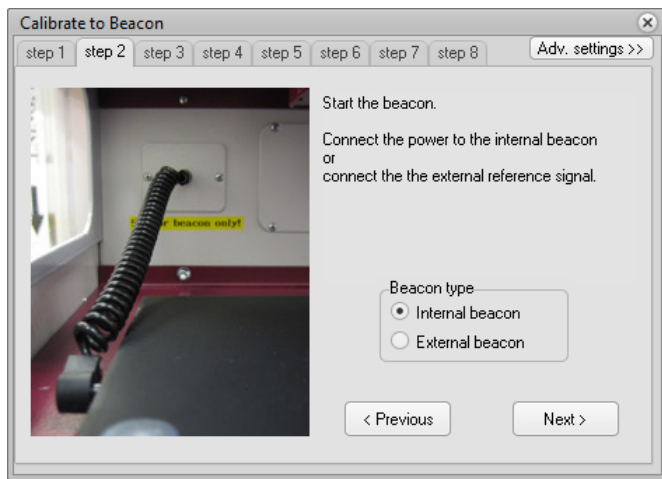 Calibrate to Beacon
step 1 step 2 step 3 step 4 step 5 step 6 step 7 step 8 Adv. settings >>
Start the beacon.
Connect the power to the internal beacon
or
connect the the external reference signal.
beacon only!
Beacon type
Internal beacon
External beacon
< Previous Next >